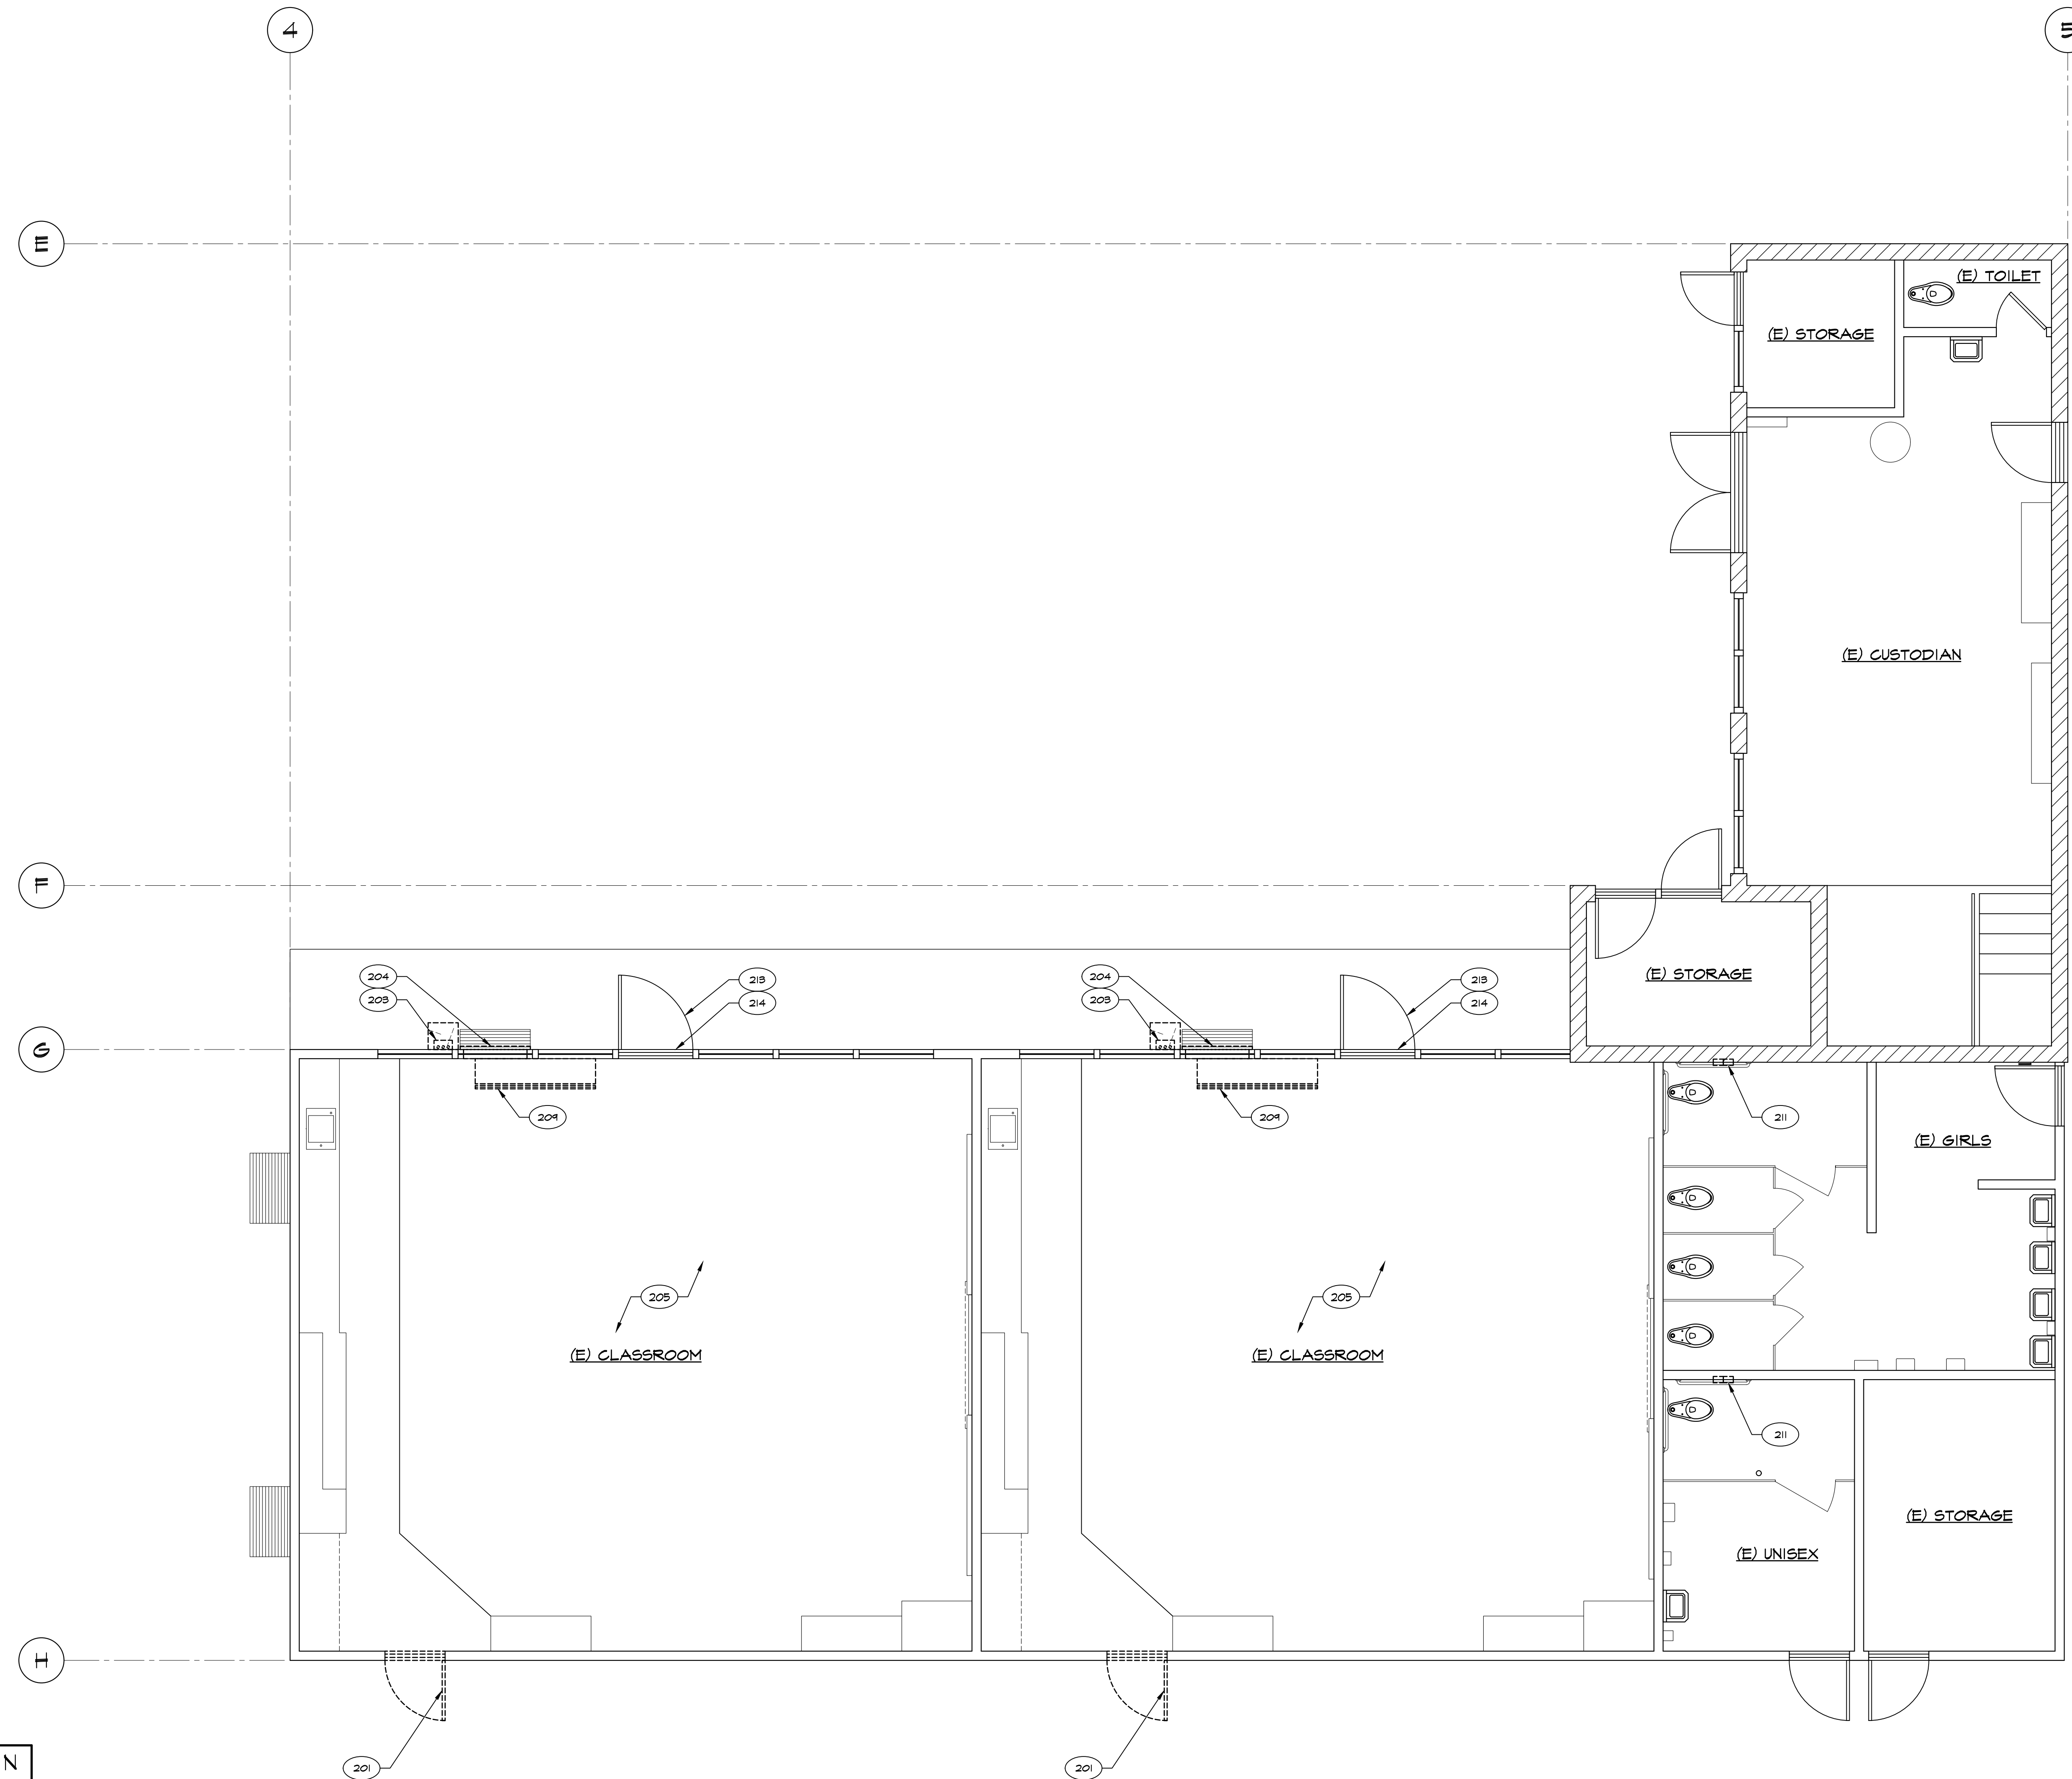 4
5
E
(E) TOILET
(E) STORAGE
(E) CUSTODIAN
F
(E) STORAGE
204
213
204
213
203
214
203
214
G
209
209
211
(E) GIRLS
205
205
(E) CLASSROOM
(E) CLASSROOM
211
(E) STORAGE
(E) UNISEX
H
N
201
201